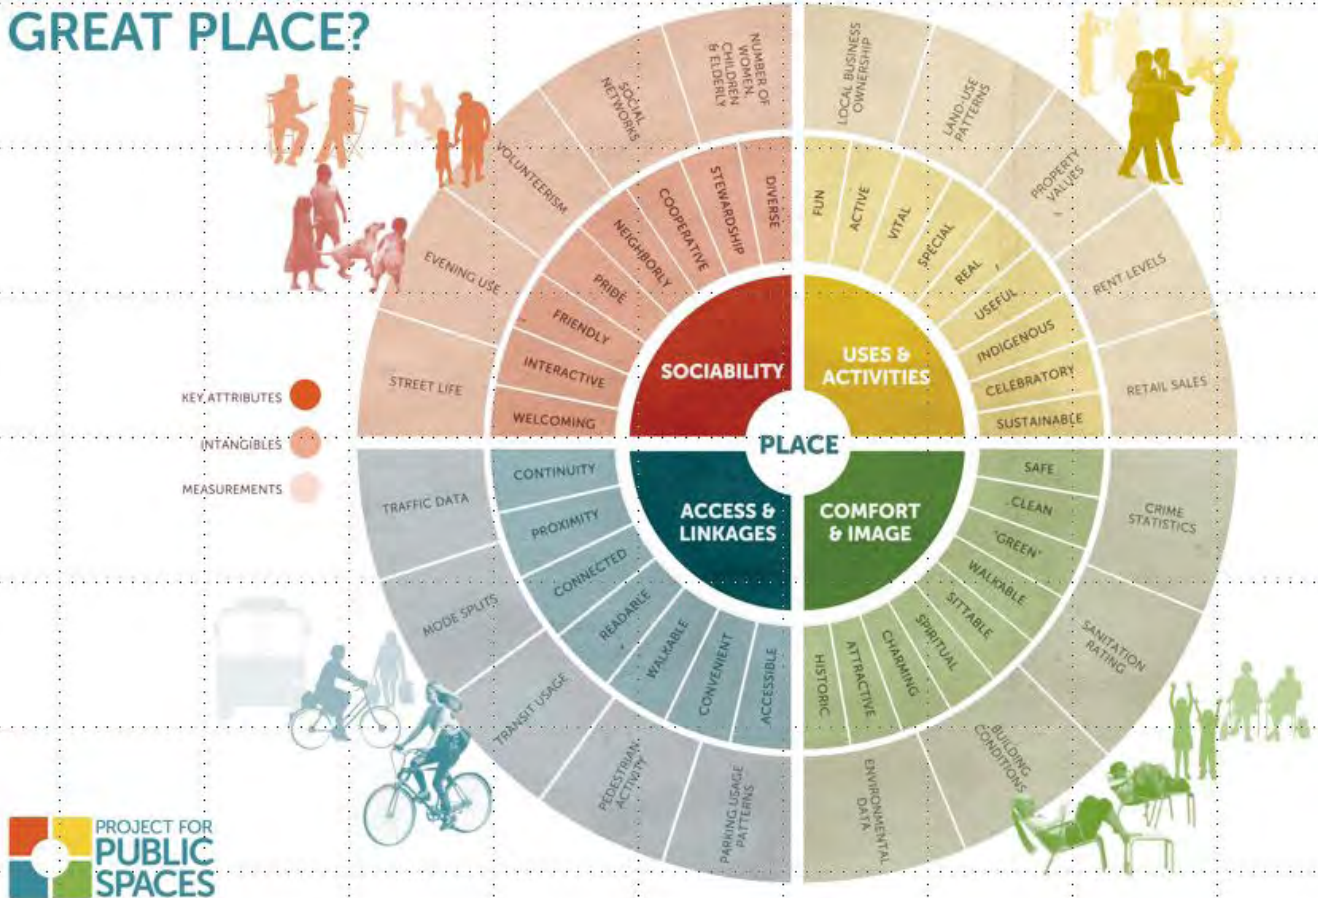 GREAT PLACE?
NUMBER OF
WOMEN,
CHILDREN
& ELDERLY
SOCIAL
NETWORKS
VOLUNTEERISM
EVENING USE
STREET LIFE
LOCAL BUSINESS
OWNERSHIP
LAND-USE
PATTERNS
PROPERTY
VALUES
RENT LEVELS
RETAIL SALES
DIVERSE
STEWARDSHIP
COOPERATIVE
NEIGHBORLY
PRIDE
FRIENDLY
INTERACTIVE
WELCOMING
FUN
ACTIVE
VITAL
SPECIAL
REAL
USEFUL
INDIGENOUS
CELEBRATORY
SUSTAINABLE
SOCIABILITY
USES &
ACTIVITIES
PLACE
ACCESS &
LINKAGES
COMFORT
& IMAGE
KEY ATTRIBUTES
INTANGIBLES
MEASUREMENTS
CONTINUITY
PROXIMITY
CONNECTED
READABLE
WALKABLE
CONVENIENT
ACCESSIBLE
SAFE
CLEAN
"GREEN"
WALKABLE
SITTABLE
SPIRITUAL
CHARMING
ATTRACTIVE
HISTORIC
TRAFFIC DATA
MODE SPLITS
TRANSIT USAGE
PEDESTRIAN
ACTIVITY
PARKING USAGE
PATTERNS
CRIME
STATISTICS
SANITATION
RATING
BUILDING
CONDITIONS
ENVIRONMENTAL
DATA
PROJECT FOR
PUBLIC
SPACES